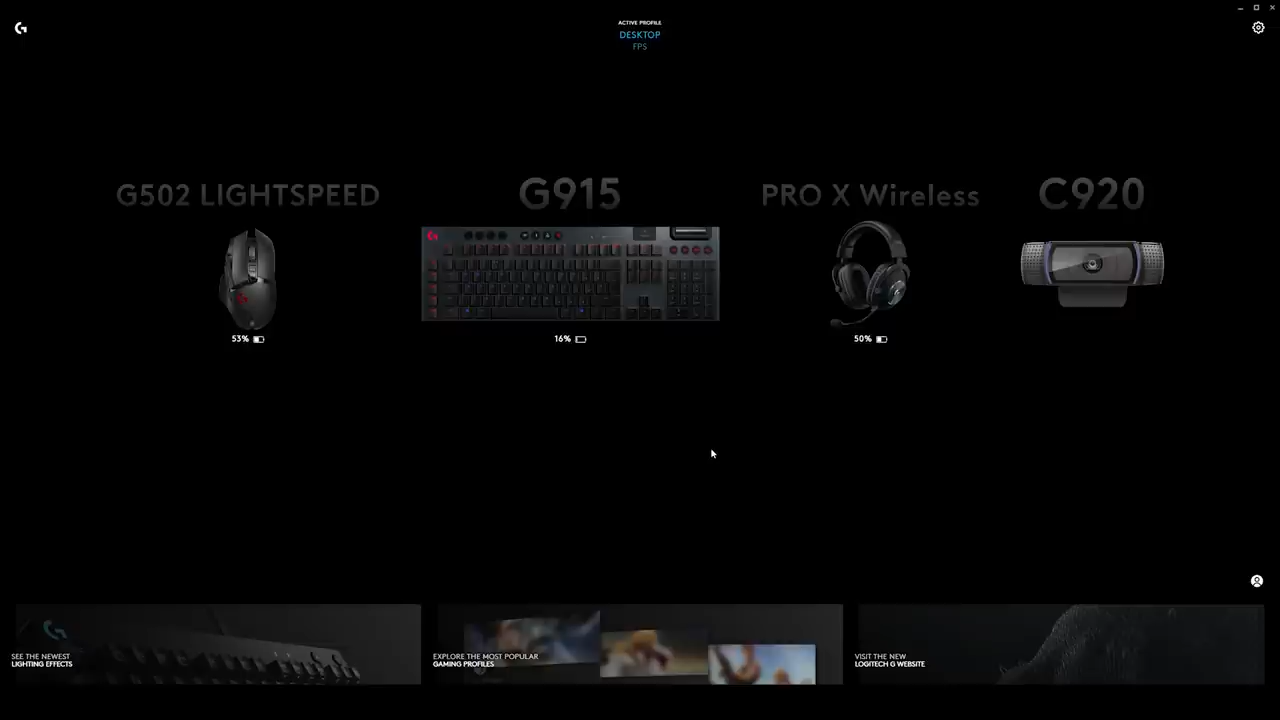 ACTIVE PROFILE
DESKTOP
FPS
G502 LIGHTSPEED
G915
PRO X Wireless
C920
53%
16%
50%
SEE THE NEWEST
LIGHTING EFFECTS
EXPLORE THE MOST POPULAR
GAMING PROFILES
VISIT THE NEW
LOGITECH G WEBSITE